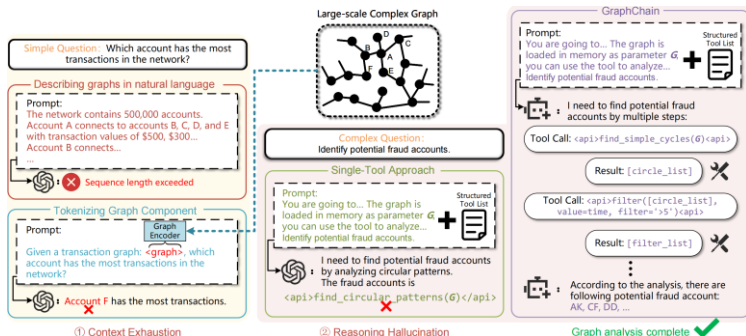 Simple Question: Which account has the most
transactions in the network?
Describing graphs in natural language
Prompt:
The network contains 500,000 accounts.
Account A connects to accounts B, C, D, and E
with transaction values of $500, $300...
Account B connects...
...
: Sequence length exceeded
Tokenizing Graph Component
Prompt:
Graph
Encoder
Given a transaction graph: <graph>, which
account has the most transactions in the
network?
: Account F has the most transactions.
① Context Exhaustion
Large-scale Complex Graph
D
C
B
A
F
E
Complex Question:
Identify potential fraud accounts.
Single-Tool Approach
Prompt:
You are going to... The graph is
loaded in memory as parameter G,
you can use the tool to analyze...
Identify potential fraud accounts.
+
Structured
Tool List
: I need to find potential fraud accounts
by analyzing circular patterns.
The fraud accounts is
<api>find_circular_patterns(G)</api>
② Reasoning Hallucination
GraphChain
Prompt:
You are going to... The graph is
loaded in memory as parameter G,
you can use the tool to analyze...
Identify potential fraud accounts.
+
Structured
Tool List
: I need to find potential fraud
accounts by multiple steps:
Tool Call: <api>find_simple_cycles(G)<api>
Result: [circle_list]
Tool Call: <api>filter([circle_list],
value=time, filter='>5')<api>
Result: [filter_list]
: According to the analysis, there are
following potential fraud account:
AK, CF, DD, ...
Graph analysis complete